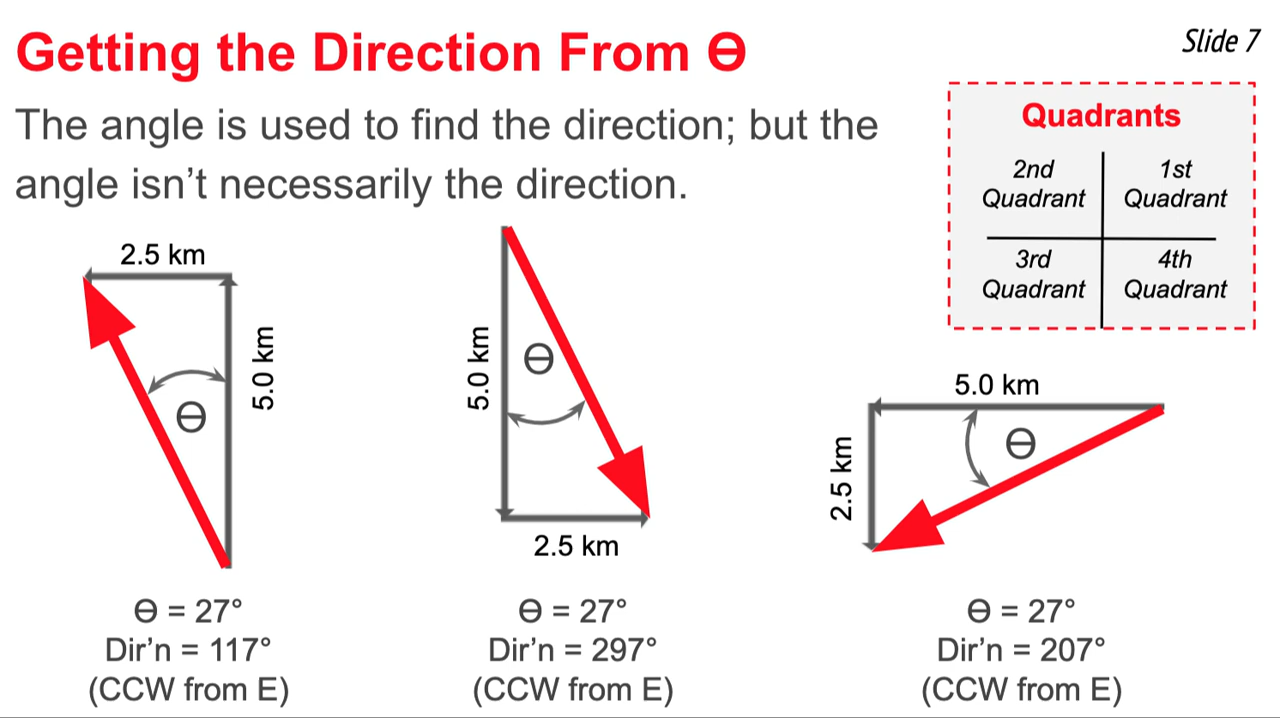 Getting the Direction From Θ
Slide 7
The angle is used to find the direction; but the
angle isn’t necessarily the direction.
Quadrants
2nd
Quadrant
1st
Quadrant
3rd
Quadrant
4th
Quadrant
2.5 km
5.0 km
Θ
Θ = 27°
Dir’n = 117°
(CCW from E)
5.0 km
Θ
2.5 km
Θ = 27°
Dir’n = 297°
(CCW from E)
5.0 km
2.5 km
Θ
Θ = 27°
Dir’n = 207°
(CCW from E)